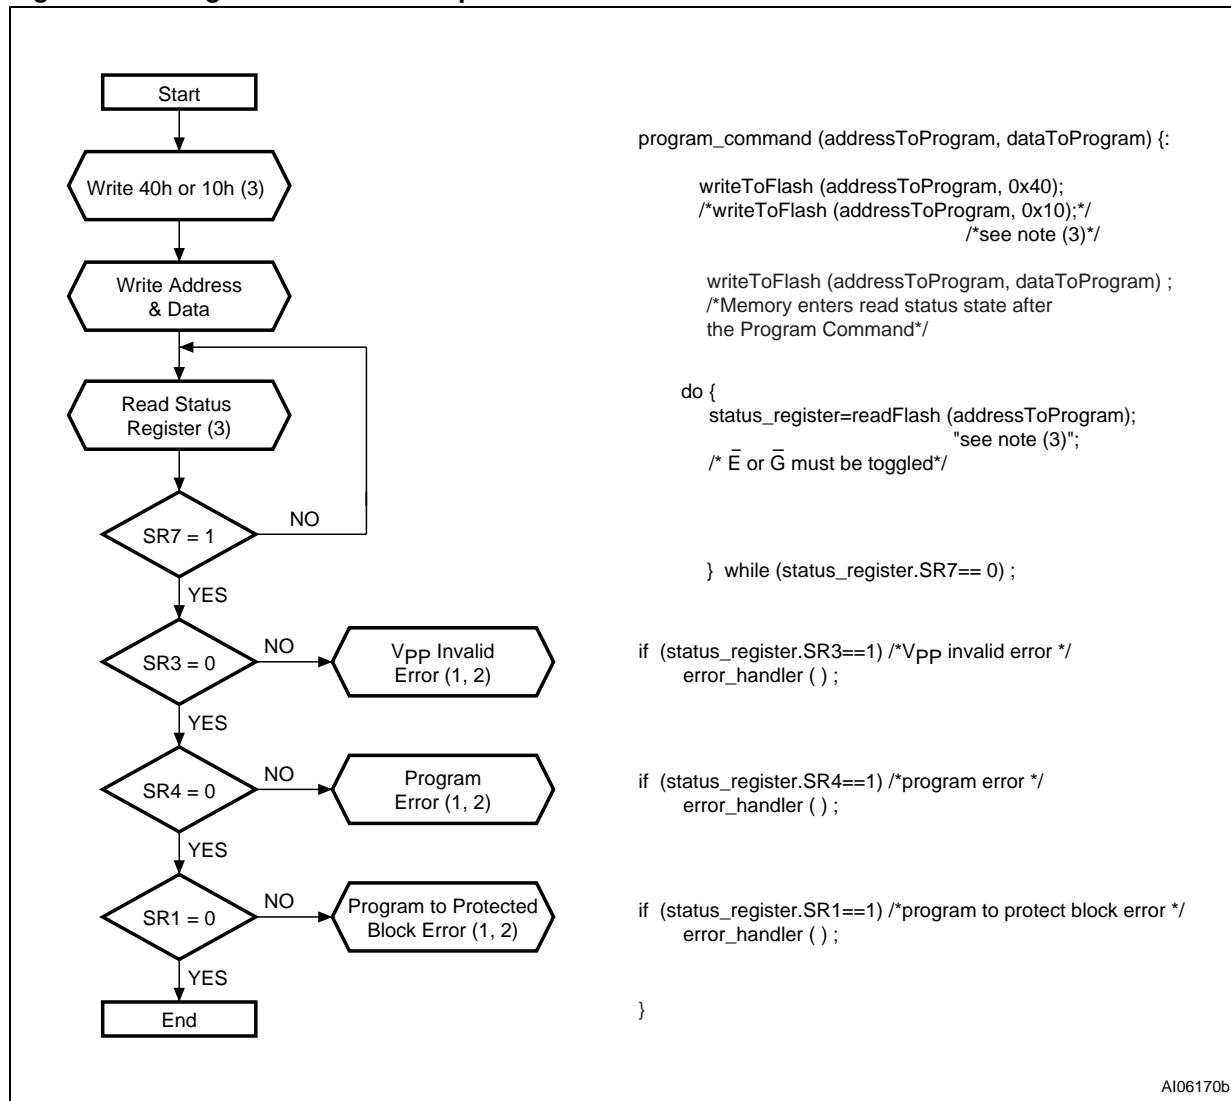 Start
Write 40h or 10h (3)
Write Address
& Data
Read Status
Register (3)
SR7 = 1
NO
YES
SR3 = 0
NO
VPP Invalid
Error (1, 2)
YES
SR4 = 0
NO
Program
Error (1, 2)
YES
SR1 = 0
NO
Program to Protected
Block Error (1, 2)
YES
End
program_command (addressToProgram, dataToProgram) {:
writeToFlash (addressToProgram, 0x40);
/*writeToFlash (addressToProgram, 0x10);*/
/*see note (3)*/
writeToFlash (addressToProgram, dataToProgram) ;
/*Memory enters read status state after
the Program Command*/
do {
status_register=readFlash (addressToProgram);
"see note (3)";
/* E̅ or G̅ must be toggled*/
} while (status_register.SR7== 0) ;
if (status_register.SR3==1) /*VPP invalid error */
error_handler ( ) ;
if (status_register.SR4==1) /*program error */
error_handler ( ) ;
if (status_register.SR1==1) /*program to protect block error */
error_handler ( ) ;
}
AI06170b